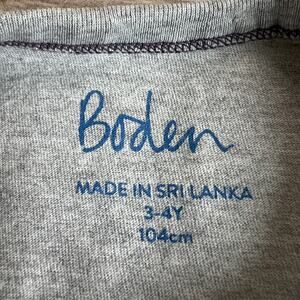 Boden
MADE IN SRI LANKA
3-4Y
104cm